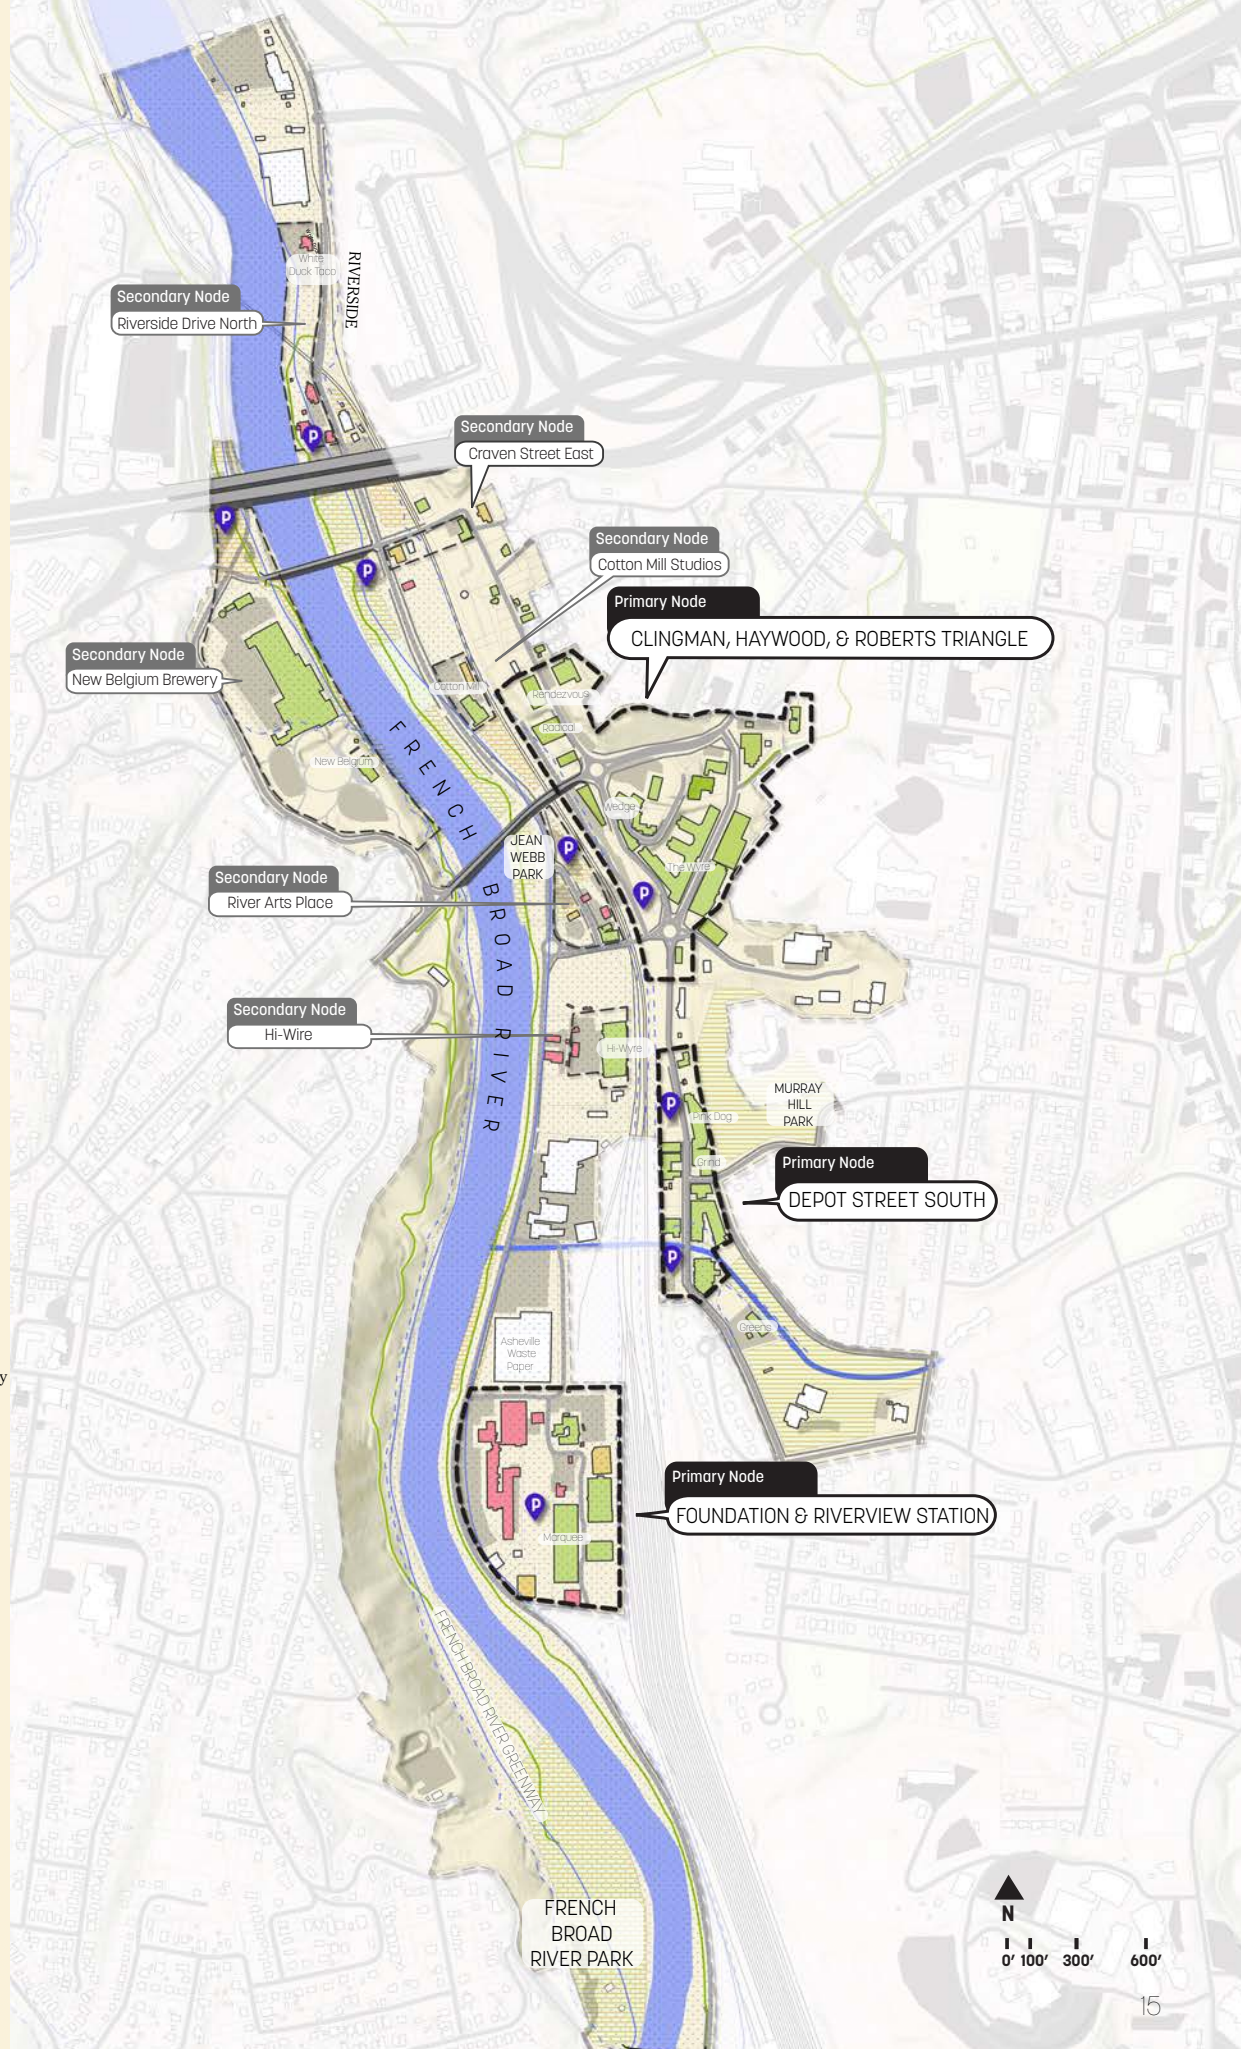 RIVERSIDE
White
Duck Taco
Secondary Node
Riverside Drive North
P
Secondary Node
Craven Street East
P
P
Secondary Node
Cotton Mill Studios
Primary Node
CLINGMAN, HAYWOOD, & ROBERTS TRIANGLE
Secondary Node
New Belgium Brewery
Cotton Mill
Rendezvous
Radical
New Belgium
Wedge
FRENCH BROAD RIVER
JEAN
WEBB
PARK
P
The Wyre
P
Secondary Node
River Arts Place
Secondary Node
Hi-Wire
Hi-Wyre
MURRAY
HILL
PARK
P
Pink Dog
Grind
Primary Node
DEPOT STREET SOUTH
P
Greens
Asheville
Waste
Paper
y
Primary Node
FOUNDATION & RIVERVIEW STATION
P
Marquee
FRENCH BROAD RIVER GREENWAY
FRENCH
BROAD
RIVER PARK
N
0' 100' 300' 600'
15